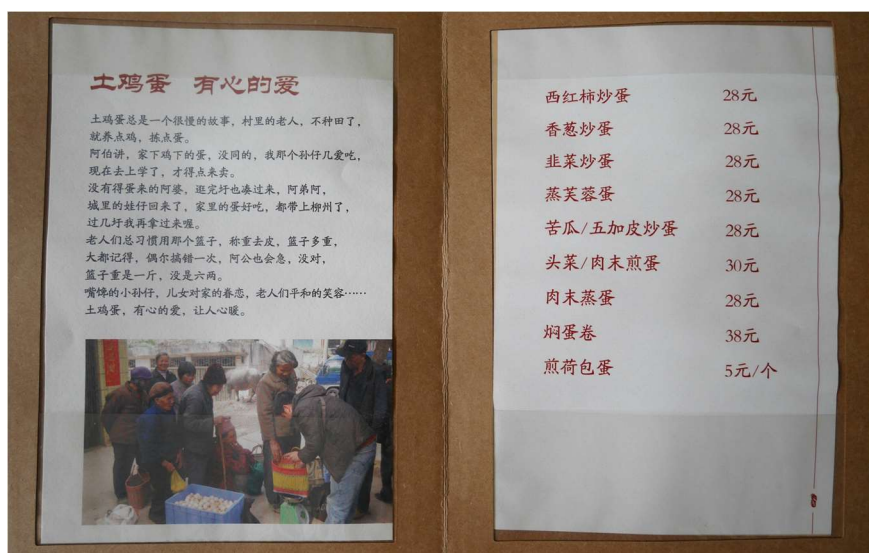 土鸡蛋 有心的爱
土鸡蛋总是一个很慢的故事，村里的老人，不种田了，
就养点鸡，拣点蛋。
阿伯讲，家下鸡下的蛋，没同的，我那个孙仔几爱吃，
现在去上学了，才得点来卖。
没有得蛋来的阿婆，逛完圩也凑过来，阿弟阿，
城里的娃仔回来了，家里的蛋好吃，都带上柳州了，
过几圩我再拿过来喔。
老人们总习惯用那个篮子，称重去皮，篮子多重，
大都记得，偶尔搞错一次，阿公也会急，没对，
篮子重是一斤，没是六两。
嘴馋的小孙仔，儿女对家的眷恋，老人们平和的笑容……
土鸡蛋，有心的爱，让人心暖。
西红柿炒蛋 28元
香葱炒蛋 28元
韭菜炒蛋 28元
蒸芙蓉蛋 28元
苦瓜/五加皮炒蛋 28元
头菜/肉末煎蛋 30元
肉末蒸蛋 28元
焖蛋卷 38元
煎荷包蛋 5元/个